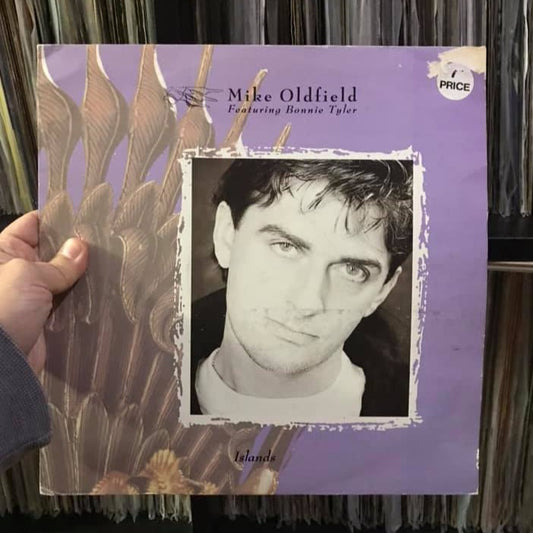 Mike Oldfield
Featuring Bonnie Tyler
PRICE
Islands